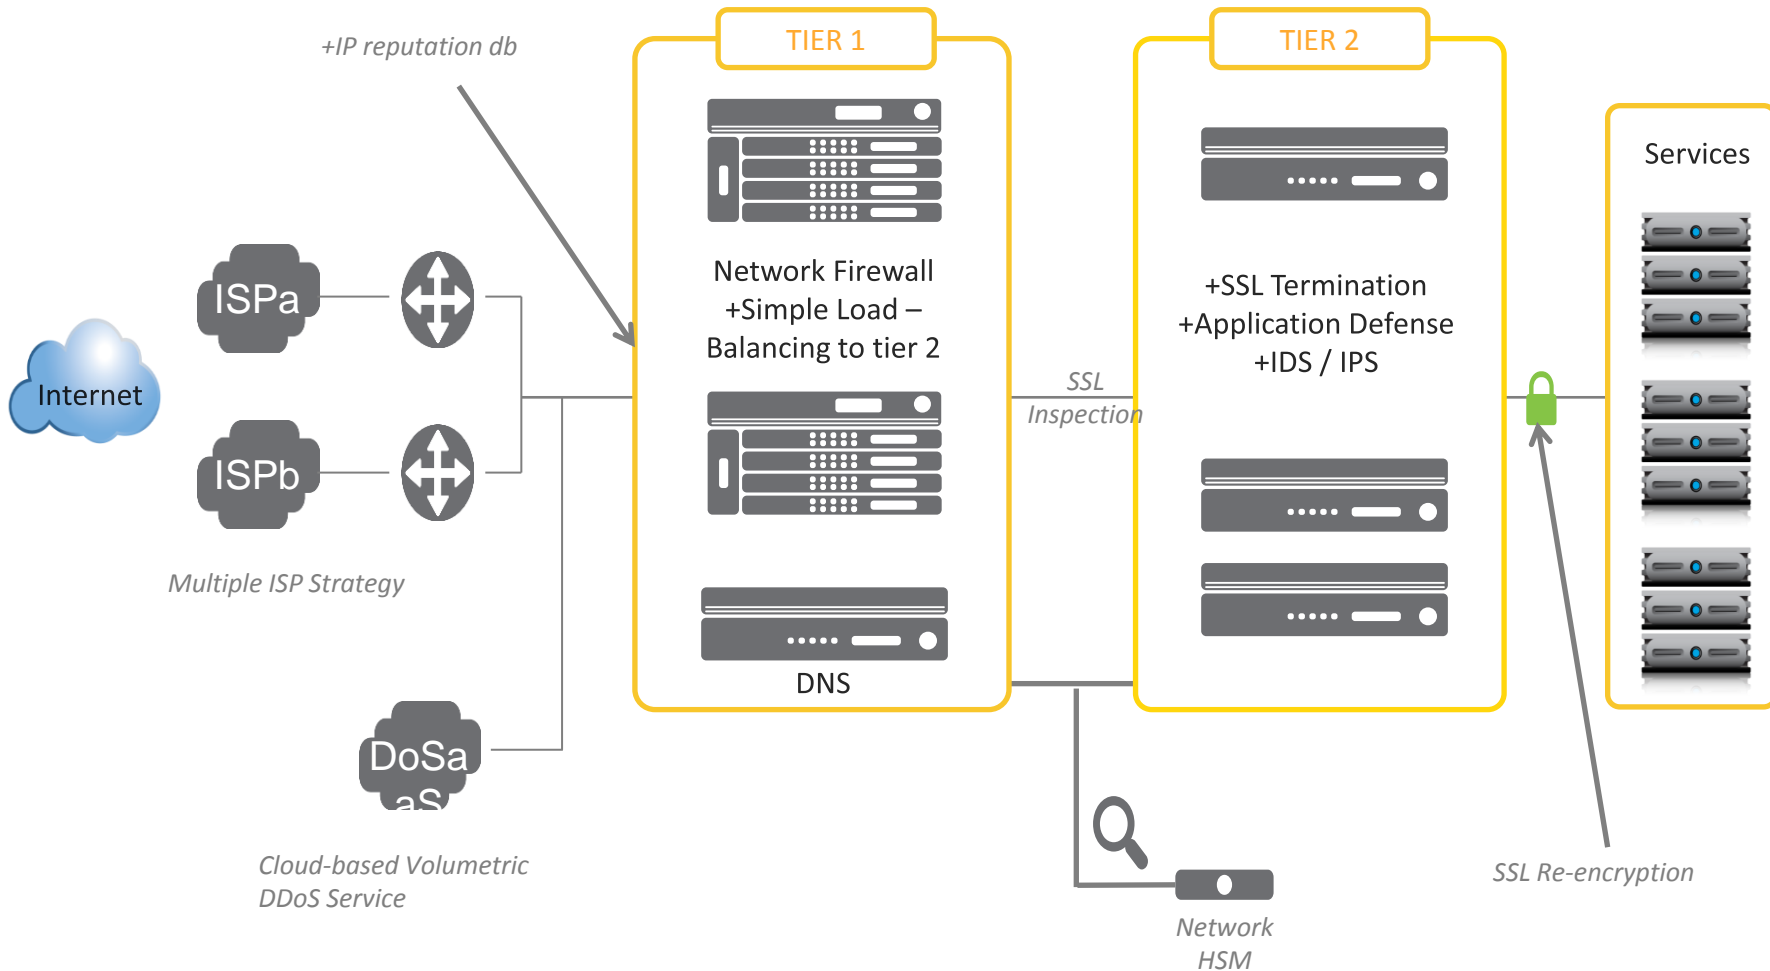 +IP reputation db
TIER 1
TIER 2
Services
ISPa
Internet
ISPb
Multiple ISP Strategy
Network Firewall
+Simple Load –
Balancing to tier 2
DNS
SSL
Inspection
+SSL Termination
+Application Defense
+IDS / IPS
DoSa
aS
Cloud-based Volumetric
DDoS Service
Network
HSM
SSL Re-encryption